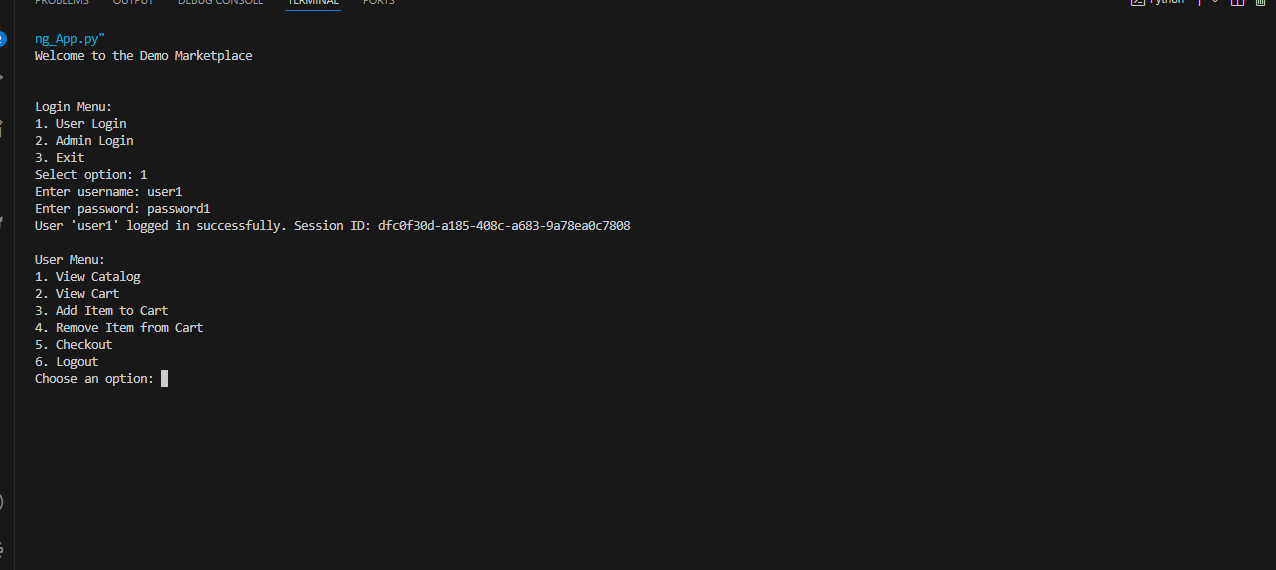 PROBLEMS OUTPUT DEBUG CONSOLE TERMINAL PORTS Python
ng_App.py"
Welcome to the Demo Marketplace
Login Menu:
1. User Login
2. Admin Login
3. Exit
Select option: 1
Enter username: user1
Enter password: password1
User 'user1' logged in successfully. Session ID: dfc0f30d-a185-408c-a683-9a78ea0c7808
User Menu:
1. View Catalog
2. View Cart
3. Add Item to Cart
4. Remove Item from Cart
5. Checkout
6. Logout
Choose an option: